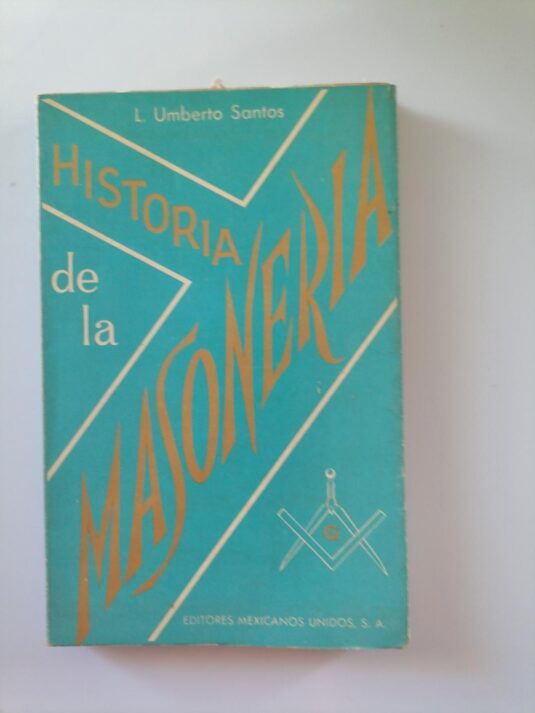 L. Umberto Santos
HISTORIA
de
la
MASONERIA
G
EDITORES MEXICANOS UNIDOS, S. A.